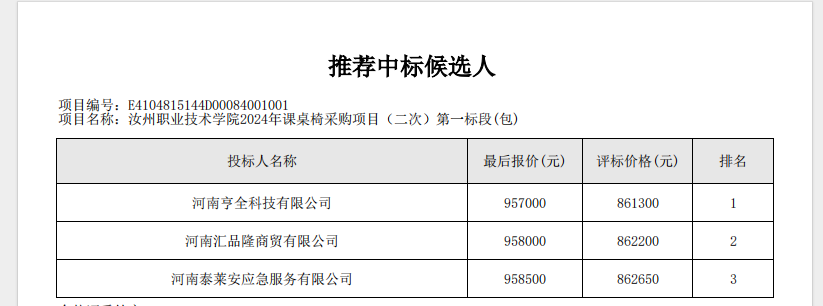 推荐中标候选人
项目编号：E4104815144D00084001001
项目名称：汝州职业技术学院2024年课桌椅采购项目（二次）第一标段(包)
投标人名称 最后报价(元) 评标价格(元) 排名
河南亨全科技有限公司 957000 861300 1
河南汇品隆商贸有限公司 958000 862200 2
河南泰莱安应急服务有限公司 958500 862650 3